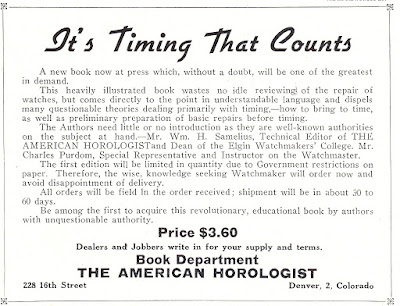 It's Timing That Counts
A new book now at press which, without a doubt, will be one of the greatest
in demand.
This heavily illustrated book wastes no idle reviewing of the repair of
watches, but comes directly to the point in understandable language and dispels
many questionable theories dealing primarily with timing,—how to bring to time,
as well as preliminary preparation of basic repairs before timing.
The Authors need little or no introduction as they are well-known authorities
on the subject at hand.—Mr. Wm. H. Samelius, Technical Editor of THE
AMERICAN HOROLOGIST and Dean of the Elgin Watchmakers' College. Mr.
Charles Purdom, Special Representative and Instructor on the Watchmaster.
The first edition will be limited in quantity due to Government restrictions on
paper. Therefore, the wise, knowledge seeking Watchmaker will order now and
avoid disappointment of delivery.
All orders will be field in the order received; shipment will be in about 30 to
60 days.
Be among the first to acquire this revolutionary, educational book by authors
with unquestionable authority.
Price $3.60
Dealers and Jobbers write in for your supply and terms.
Book Department
THE AMERICAN HOROLOGIST
228 16th Street Denver, 2, Colorado